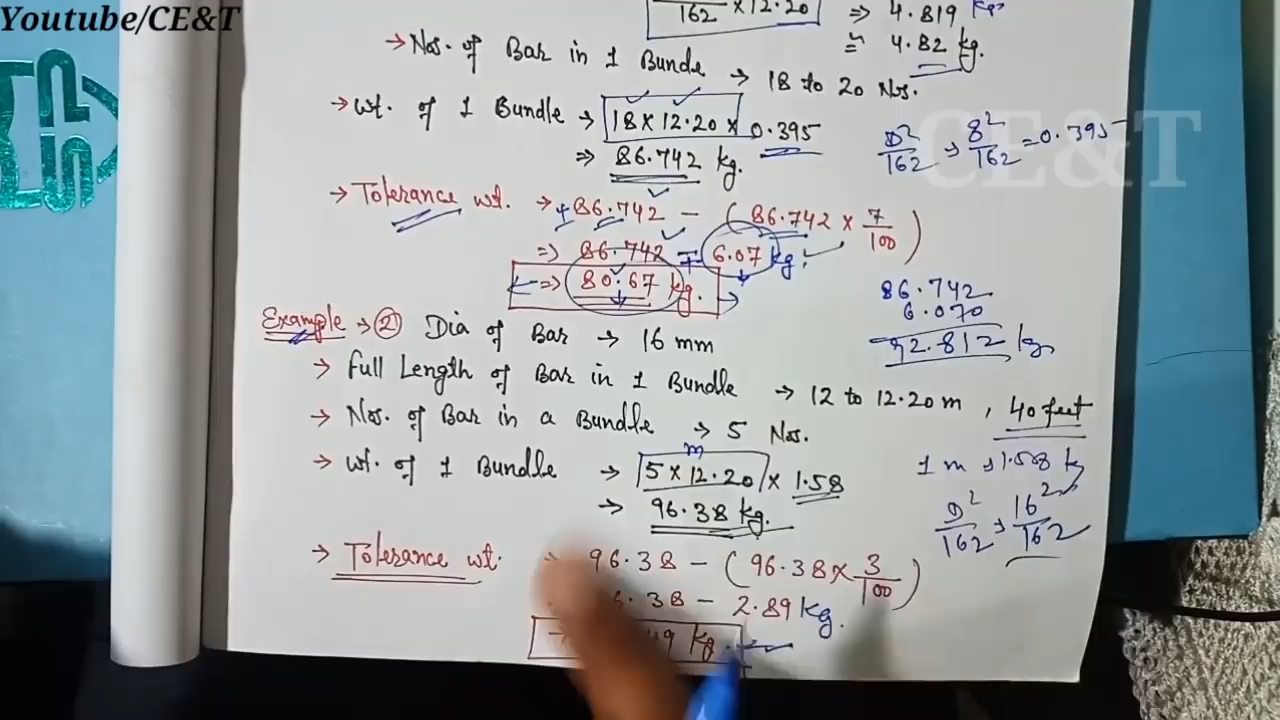 Youtube/CE&T
162 × 12.20 ⇒ 4.819 kg.
≃ 4.82 kg.
→ Nos. of Bar in 1 Bunde → 18 to 20 Nos.
→ wt. of 1 Bundle → 18 × 12.20 × 0.395
⇒ 86.742 kg.
D²/162 → 8²/162 = 0.395
CE&T
→ Tolerance wt. → 86.742 – (86.742 × 7/100)
⇒ 86.742 – 6.07 kg.
⇒ 80.67 kg.
86.742
6.070
92.812 kg
Example → ② Dia of Bar → 16 mm
→ Full Length of Bar in 1 Bundle → 12 to 12.20 m, 40 feet
→ Nos. of Bar in a Bundle → 5 Nos.
→ wt. of 1 Bundle → 5 × 12.20 × 1.58
m
→ 96.38 kg.
1 m → 1.58 kg
D²/162 → 16²/162
→ Tolerance wt. 96.38 – (96.38 × 3/100)
.38 – 2.89 kg.
49 kg.